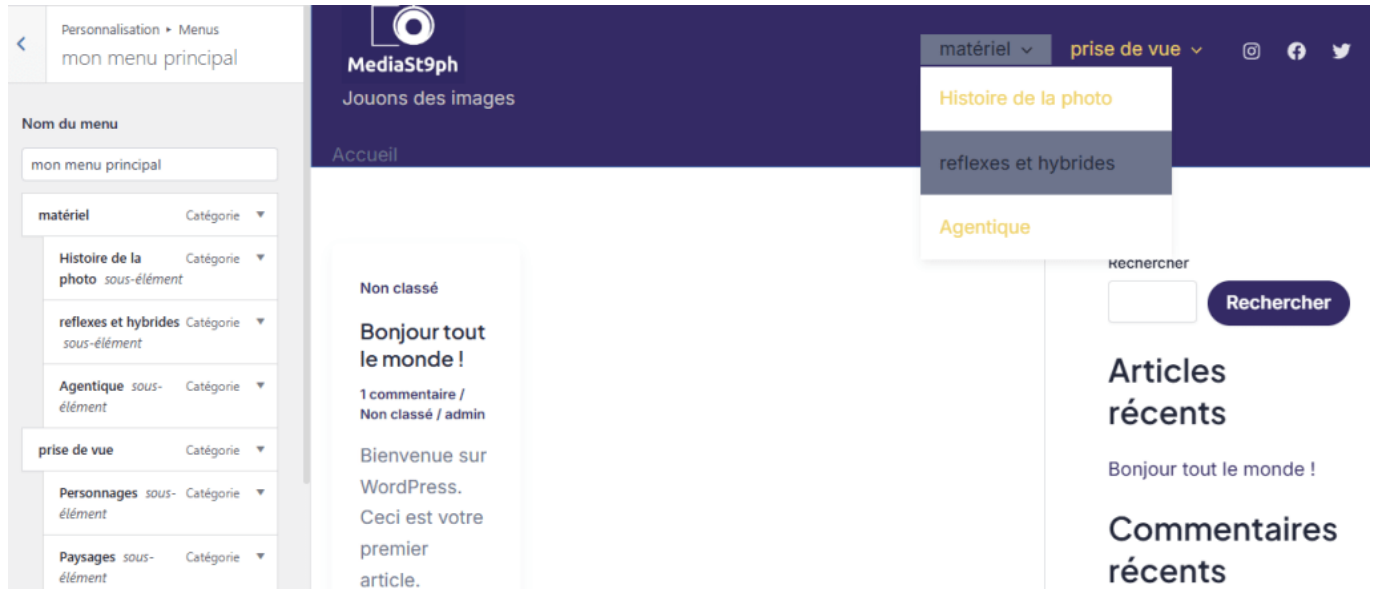 Personnalisation ▸ Menus
mon menu principal
Nom du menu
mon menu principal
matériel Catégorie
Histoire de la Catégorie
photo sous-élément
reflexes et hybrides Catégorie
sous-élément
Agentique sous- Catégorie
élément
prise de vue Catégorie
Personnages sous- Catégorie
élément
Paysages sous- Catégorie
élément
MediaSt9ph
Jouons des images
Accueil
matériel
prise de vue
Histoire de la photo
reflexes et hybrides
Agentique
Non classé
Bonjour tout
le monde !
1 commentaire /
Non classé / admin
Bienvenue sur
WordPress.
Ceci est votre
premier
article.
Rechercher
Rechercher
Articles
récents
Bonjour tout le monde !
Commentaires
récents